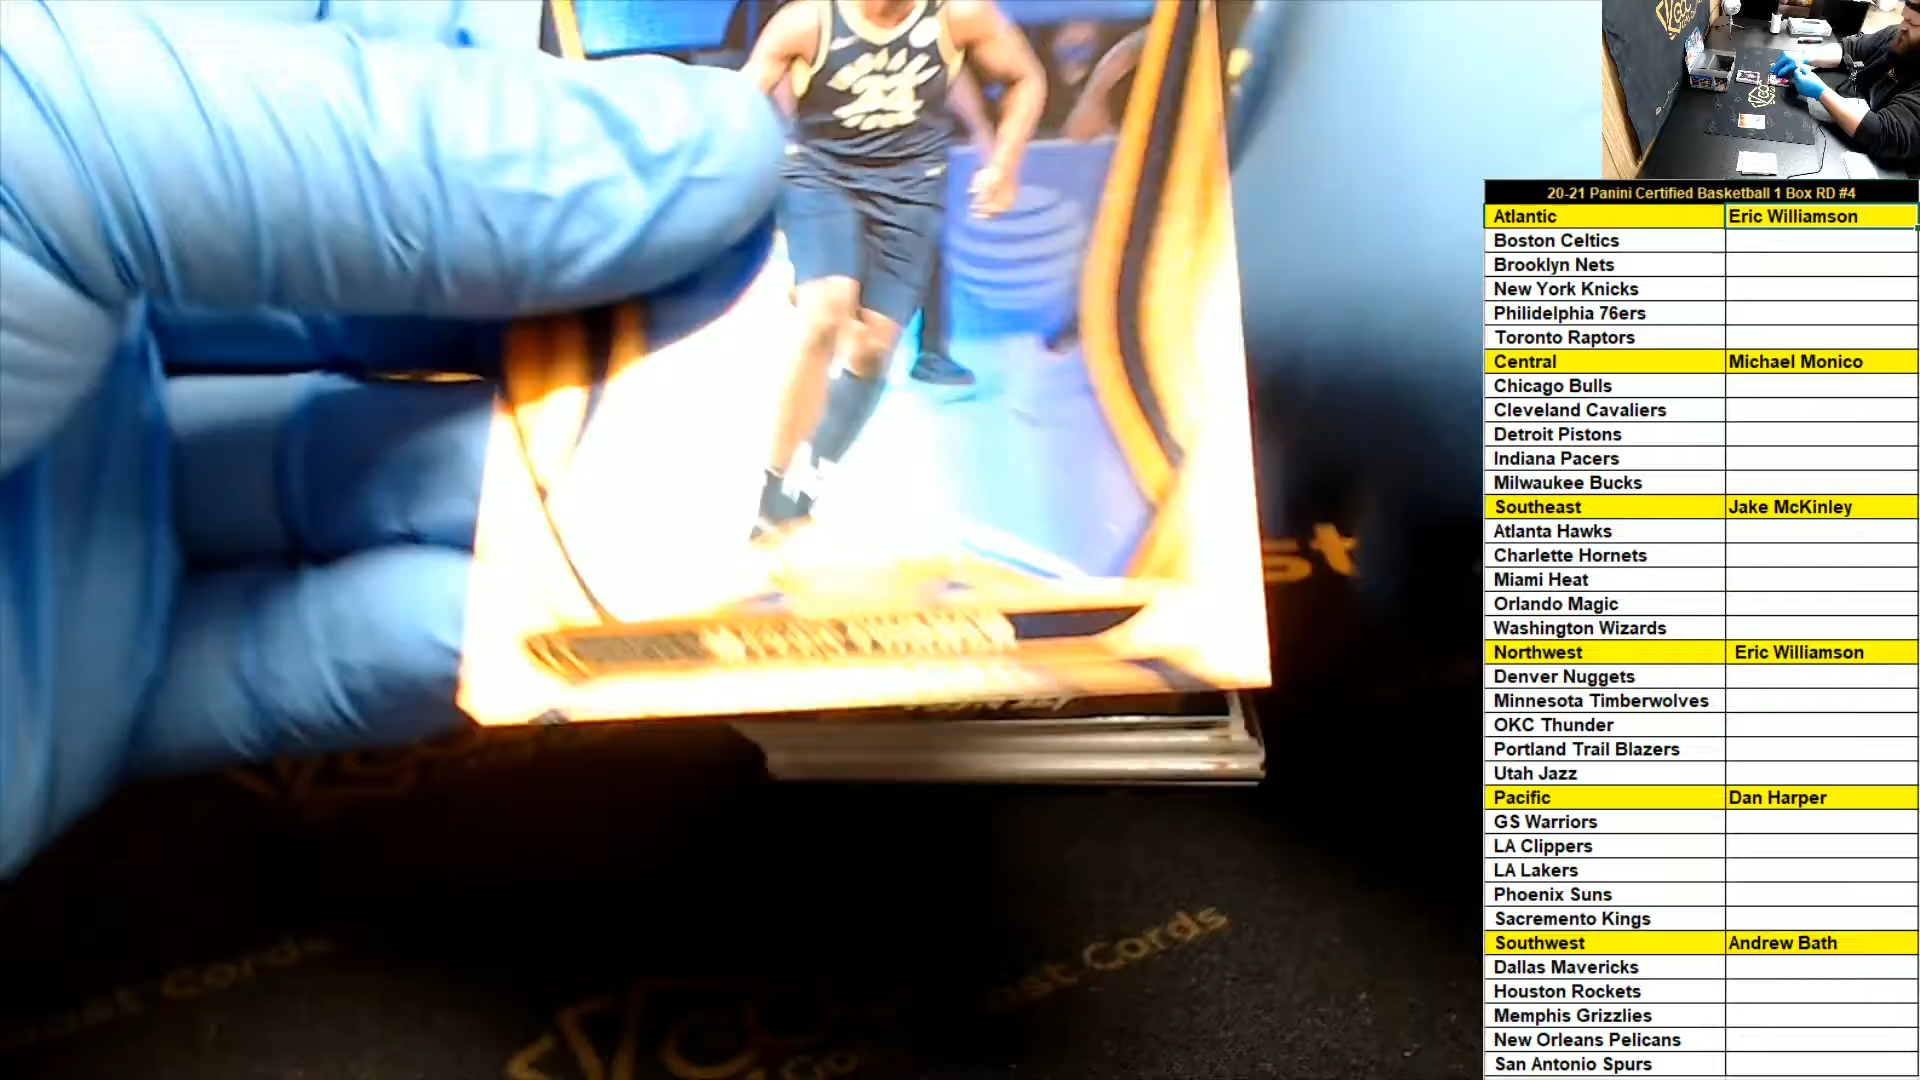 20-21 Panini Certified Basketball 1 Box RD #4
Atlantic Eric Williamson
Boston Celtics
Brooklyn Nets
New York Knicks
Philidelphia 76ers
Toronto Raptors
Central Michael Monico
Chicago Bulls
Cleveland Cavaliers
Detroit Pistons
Indiana Pacers
Milwaukee Bucks
Southeast Jake McKinley
Atlanta Hawks
Charlette Hornets
Miami Heat
Orlando Magic
Washington Wizards
Northwest Eric Williamson
Denver Nuggets
Minnesota Timberwolves
OKC Thunder
Portland Trail Blazers
Utah Jazz
Pacific Dan Harper
GS Warriors
LA Clippers
LA Lakers
Phoenix Suns
Sacremento Kings
Southwest Andrew Bath
Dallas Mavericks
Houston Rockets
Memphis Grizzlies
New Orleans Pelicans
San Antonio Spurs
Cards